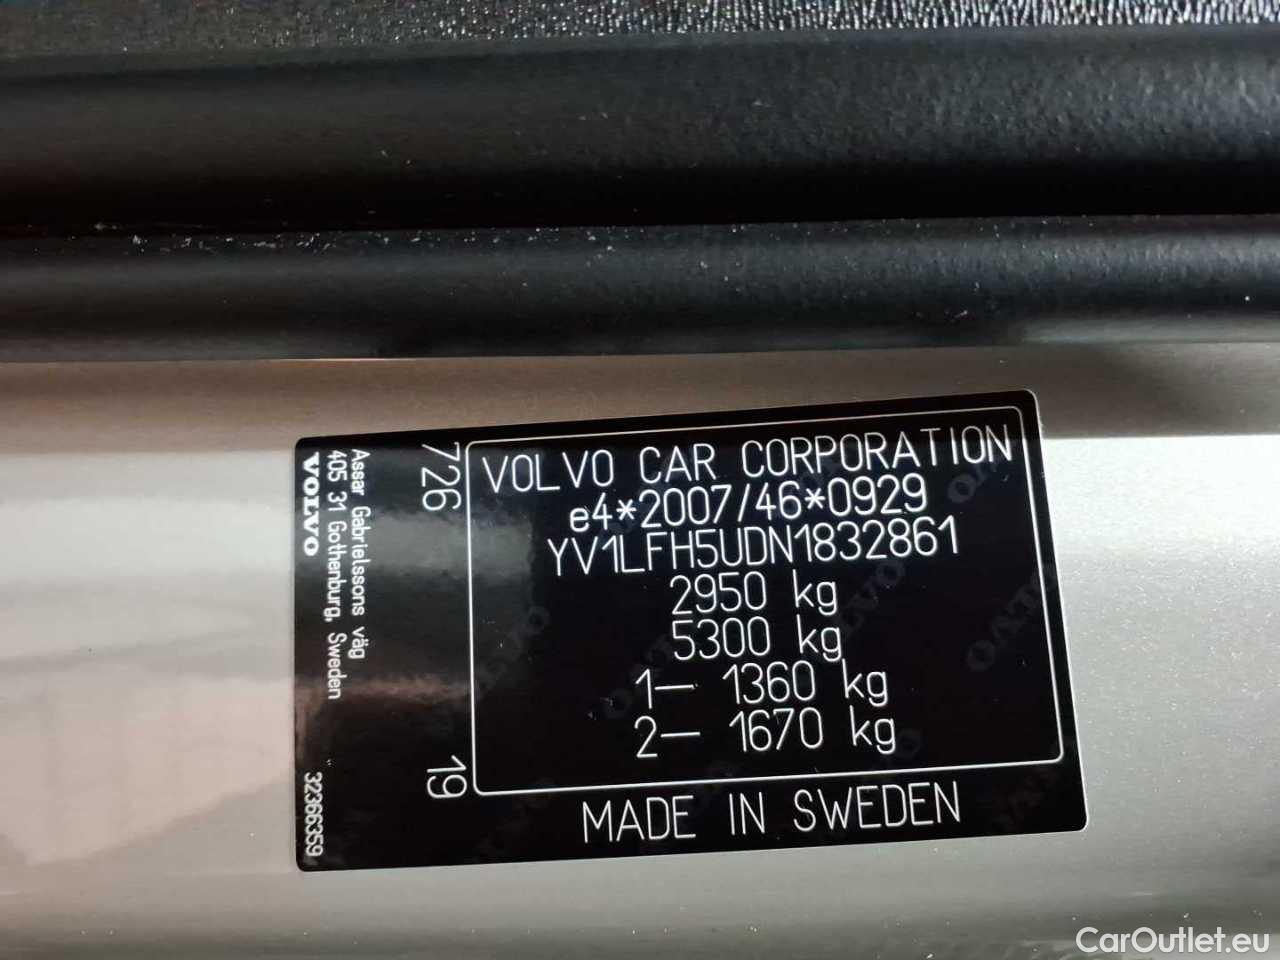 VOLVO CAR CORPORATION
e4*2007/46*0929
YV1LFH5UDN1832861
2950 kg
5300 kg
1— 1360 kg
2— 1670 kg
MADE IN SWEDEN
726
19
Assar Gabrielssons väg
405 31 Gothenburg, Sweden
VOLVO
32366359
CarOutlet.eu